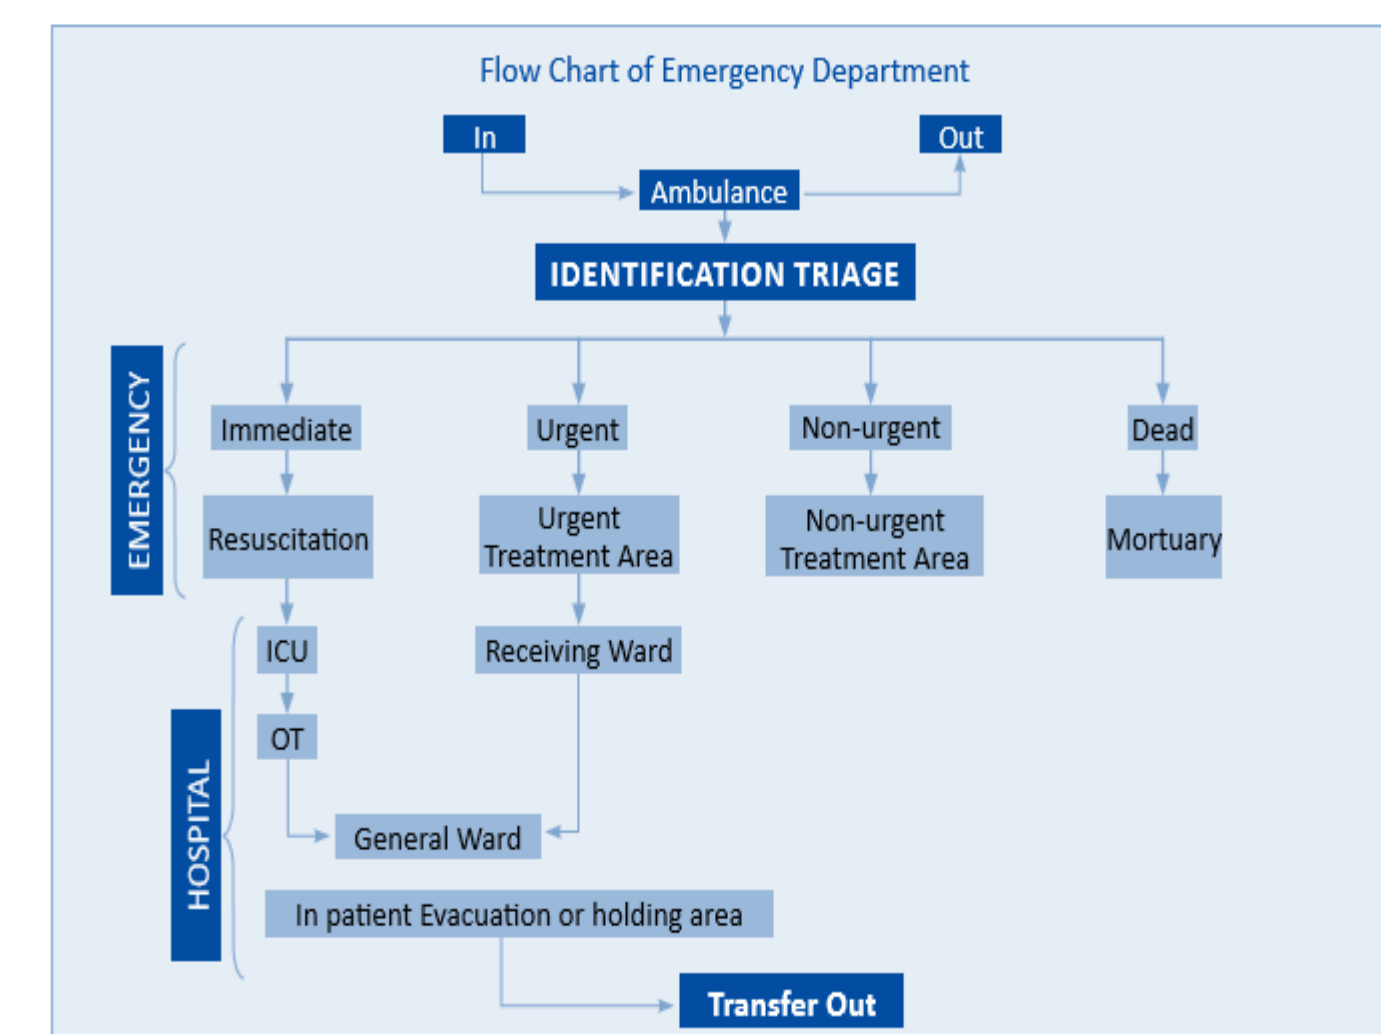 Flow Chart of Emergency Department
In
Out
Ambulance
IDENTIFICATION TRIAGE
EMERGENCY
Immediate
Urgent
Non-urgent
Dead
Resuscitation
Urgent
Treatment Area
Non-urgent
Treatment Area
Mortuary
HOSPITAL
ICU
Receiving Ward
OT
General Ward
In patient Evacuation or holding area
Transfer Out